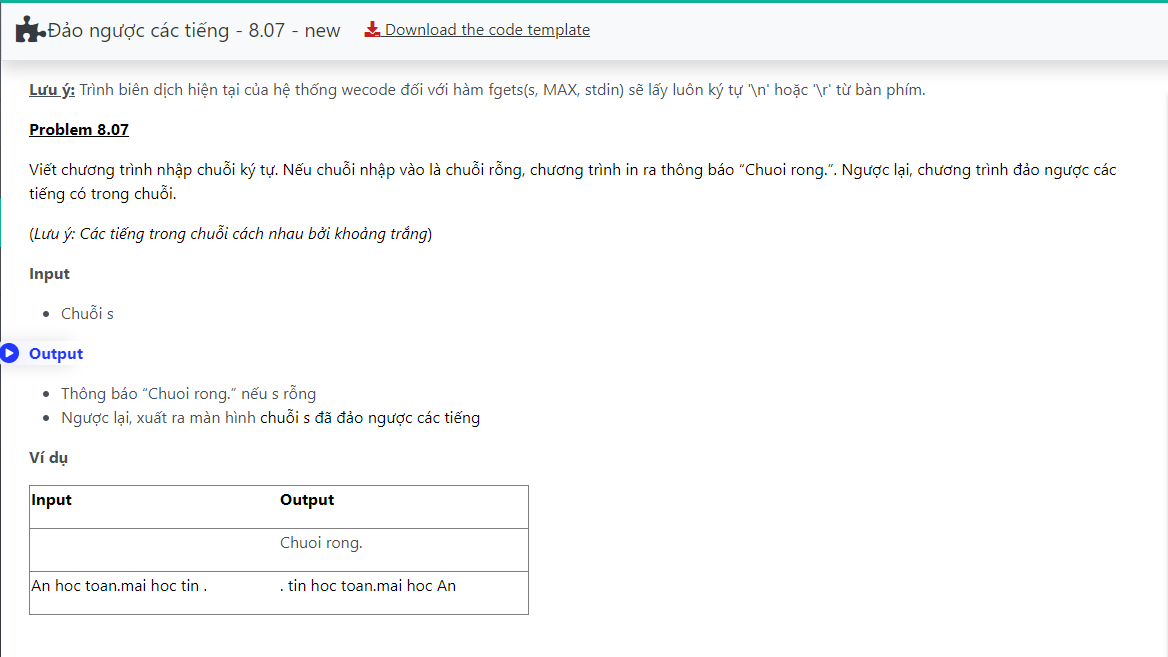 Đảo ngược các tiếng - 8.07 - new Download the code template
Lưu ý: Trình biên dịch hiện tại của hệ thống wecode đối với hàm fgets(s, MAX, stdin) sẽ lấy luôn ký tự '\n' hoặc '\r' từ bàn phím.
Problem 8.07
Viết chương trình nhập chuỗi ký tự. Nếu chuỗi nhập vào là chuỗi rỗng, chương trình in ra thông báo “Chuoi rong.”. Ngược lại, chương trình đảo ngược các
tiếng có trong chuỗi.
(Lưu ý: Các tiếng trong chuỗi cách nhau bởi khoảng trắng)
Input
Chuỗi s
Output
Thông báo “Chuoi rong.” nếu s rỗng
Ngược lại, xuất ra màn hình chuỗi s đã đảo ngược các tiếng
Ví dụ
Input Output
Chuoi rong.
An hoc toan.mai hoc tin . . tin hoc toan.mai hoc An